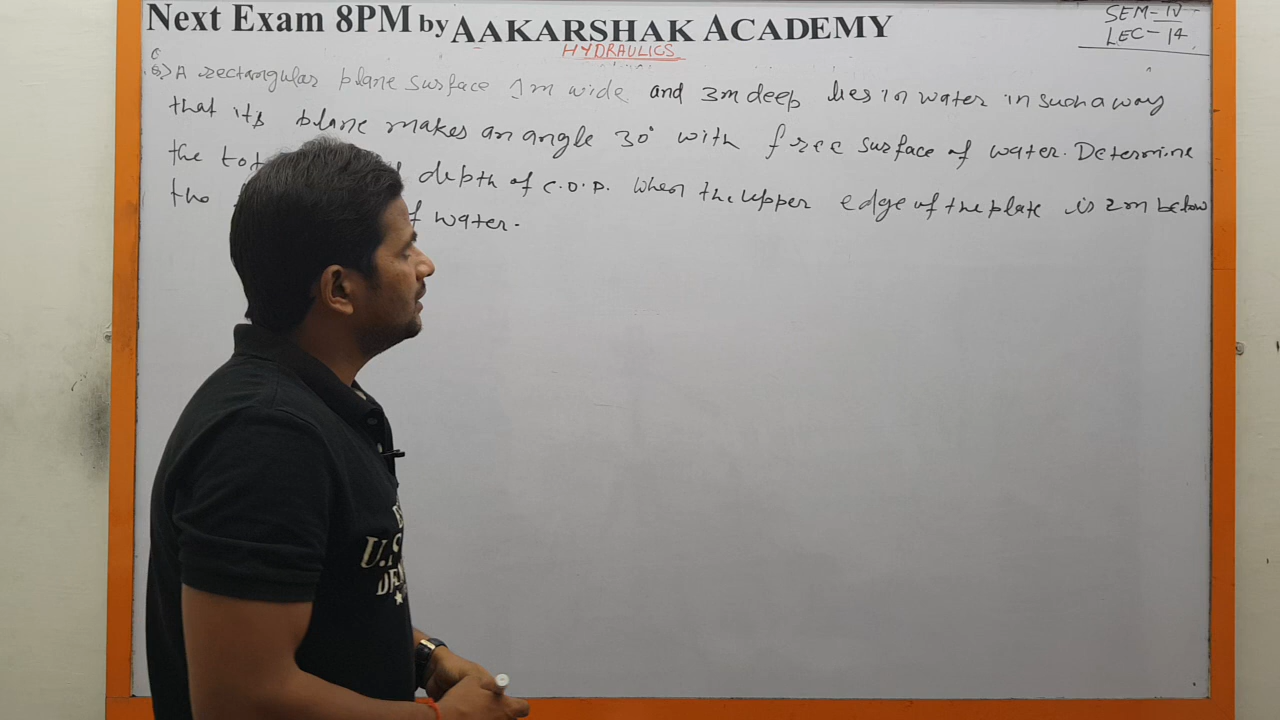 Next Exam 8PM by AAKARSHAK ACADEMY
SEM-IV
LEC-14
HYDRAULICS
Q) A rectangular plane surface 1m wide and 3m deep lies in water in such a way
that its plane makes an angle 30° with free surface of water. Determine
the depth of C.O.P. when the upper edge of the plate is 2m below
the of water.
U.S